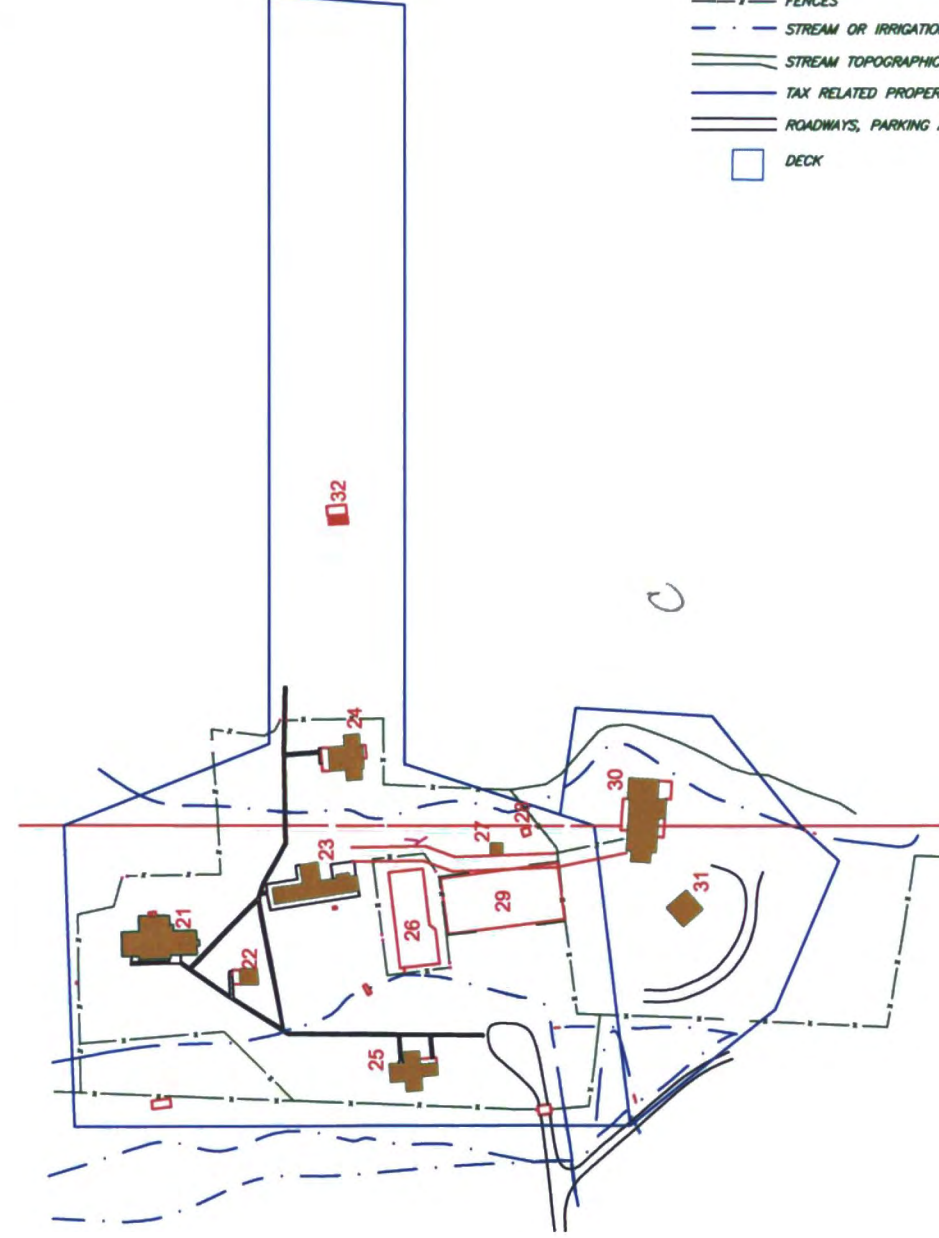 FENCES
STREAM OR IRRIGATIO
STREAM TOPOGRAPHIC
TAX RELATED PROPER
ROADWAYS, PARKING
DECK
32
24
30
28
27
23
31
21
29
26
22
25